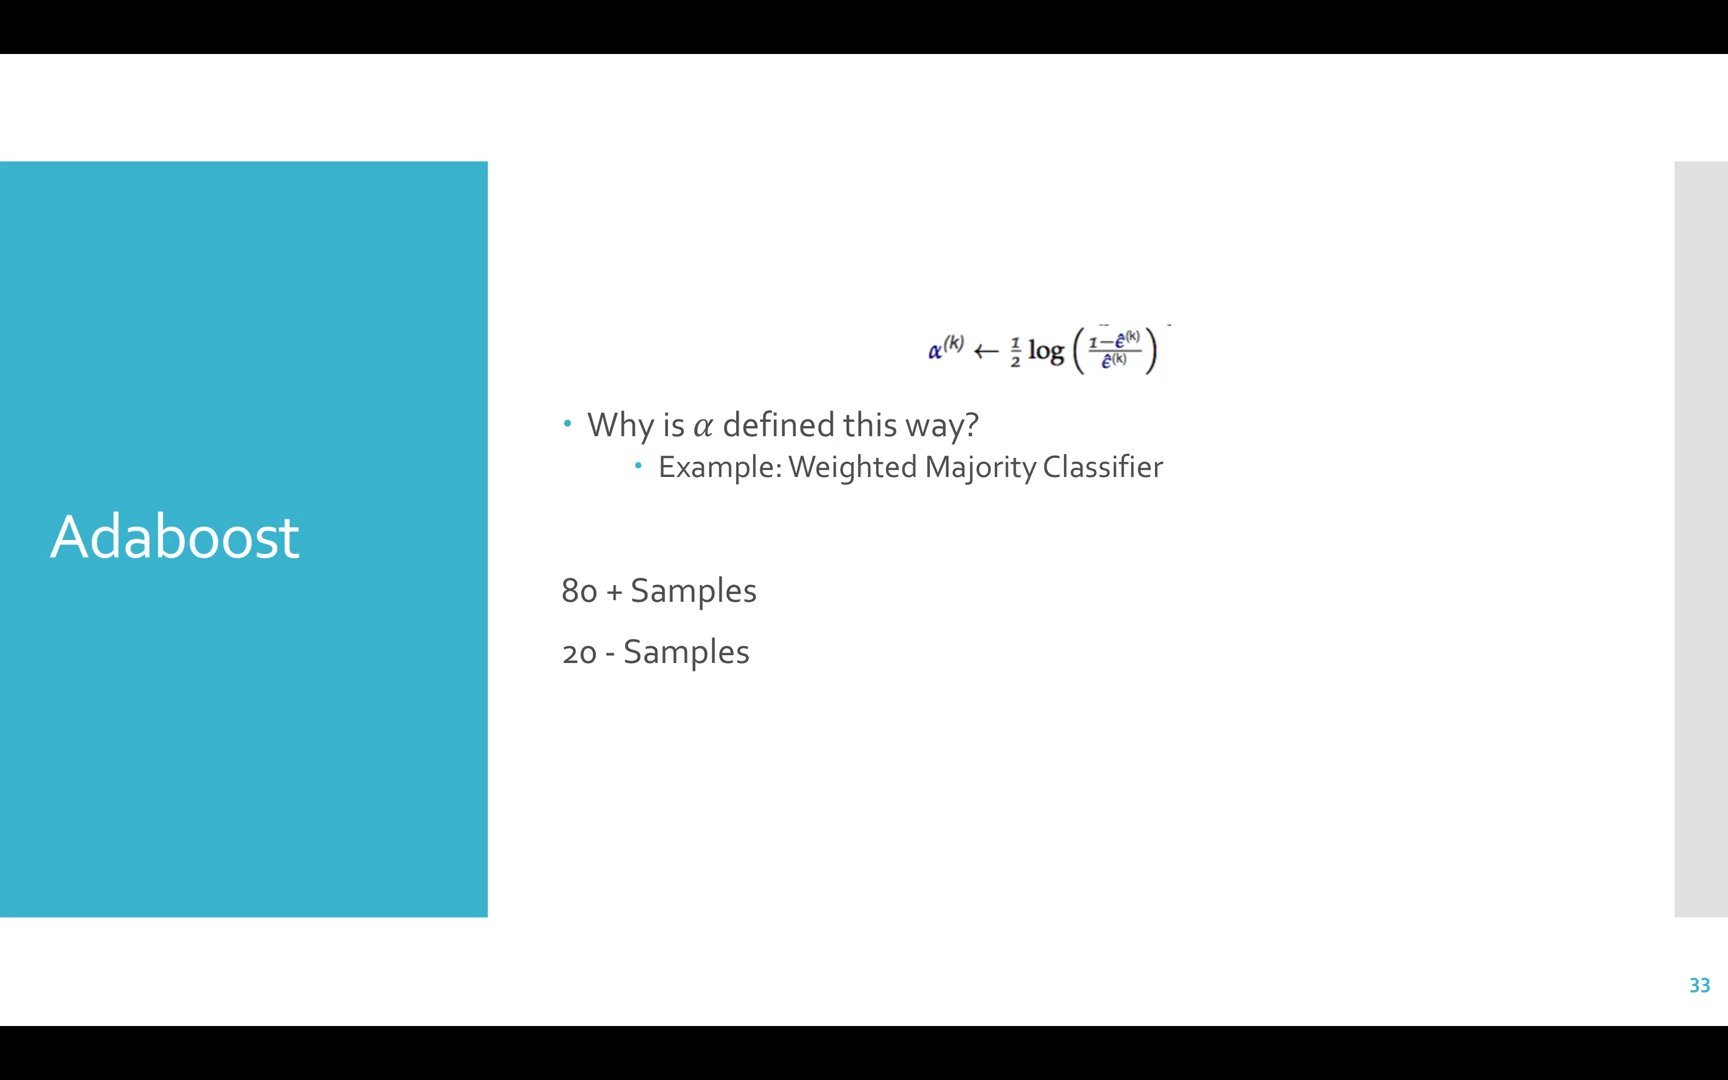 Adaboost
α^(k) ← 1/2 log ( (1−ε̂^(k)) / ε̂^(k) )
• Why is α defined this way?
• Example: Weighted Majority Classifier
80 + Samples
20 - Samples
33